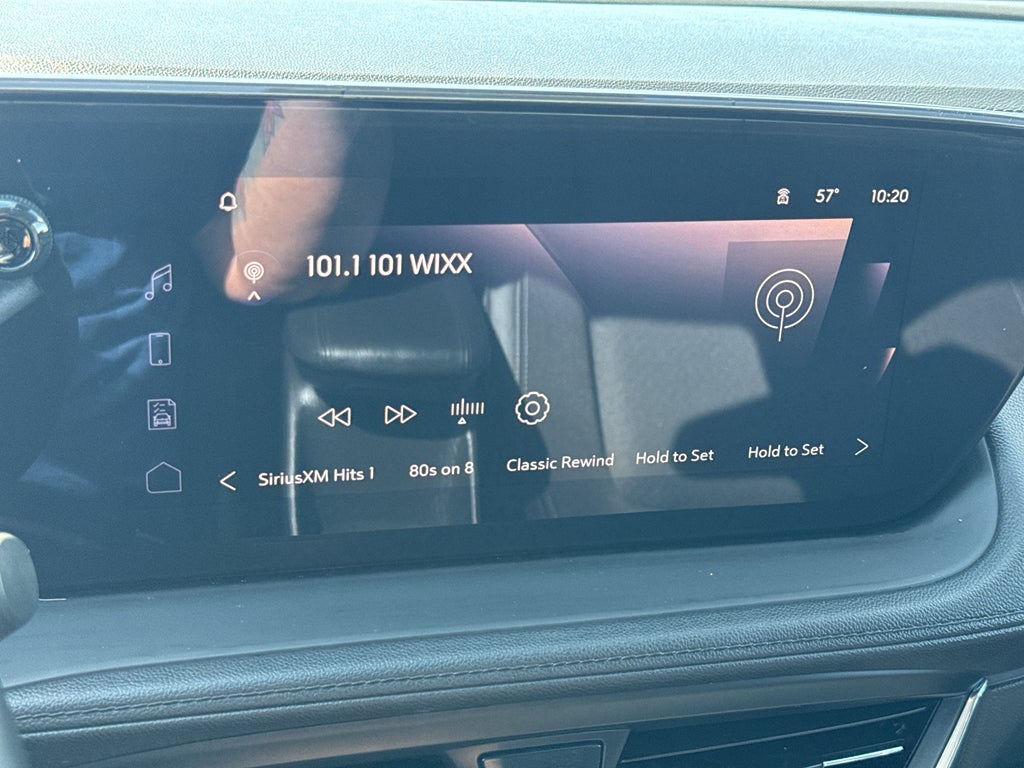 57° 10:20
101.1 101 WIXX
SiriusXM Hits 1 80s on 8 Classic Rewind Hold to Set Hold to Set